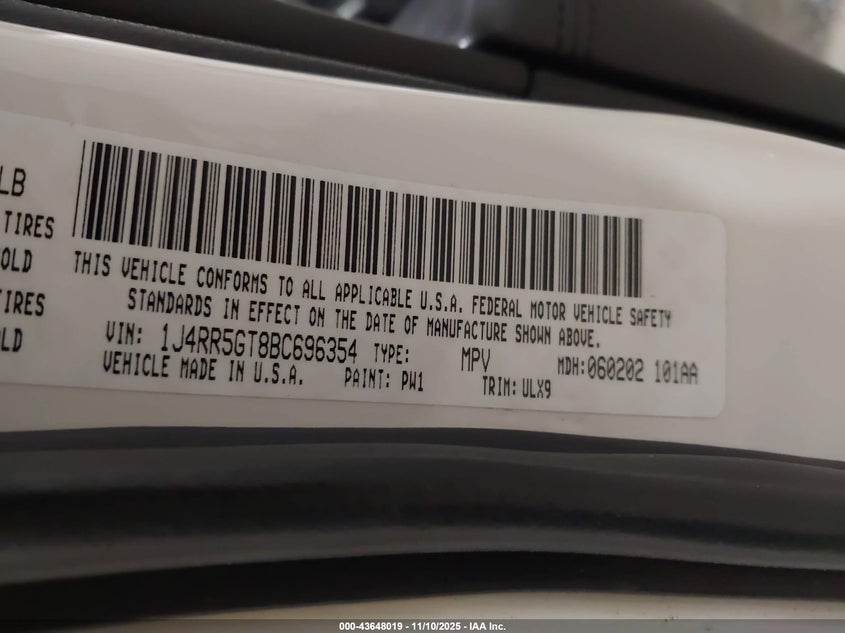 LB
TIRES
OLD
TIRES
LD
THIS VEHICLE CONFORMS TO ALL APPLICABLE U.S.A. FEDERAL MOTOR VEHICLE SAFETY
STANDARDS IN EFFECT ON THE DATE OF MANUFACTURE SHOWN ABOVE.
VIN: 1J4RR5GT8BC696354 TYPE: MPV MDH:060202 101AA
VEHICLE MADE IN U.S.A. PAINT: PW1 TRIM: ULX9
000-43648019 - 11/10/2025 - IAA Inc.